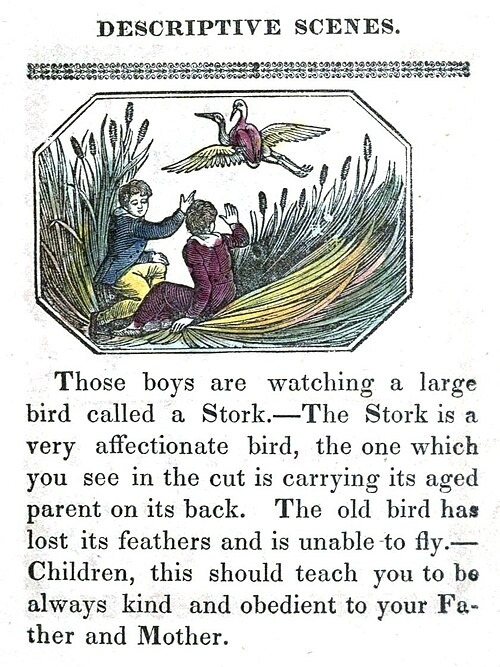 DESCRIPTIVE SCENES.
Those boys are watching a large
bird called a Stork.—The Stork is a
very affectionate bird, the one which
you see in the cut is carrying its aged
parent on its back. The old bird has
lost its feathers and is unable to fly.—
Children, this should teach you to be
always kind and obedient to your Fa-
ther and Mother.